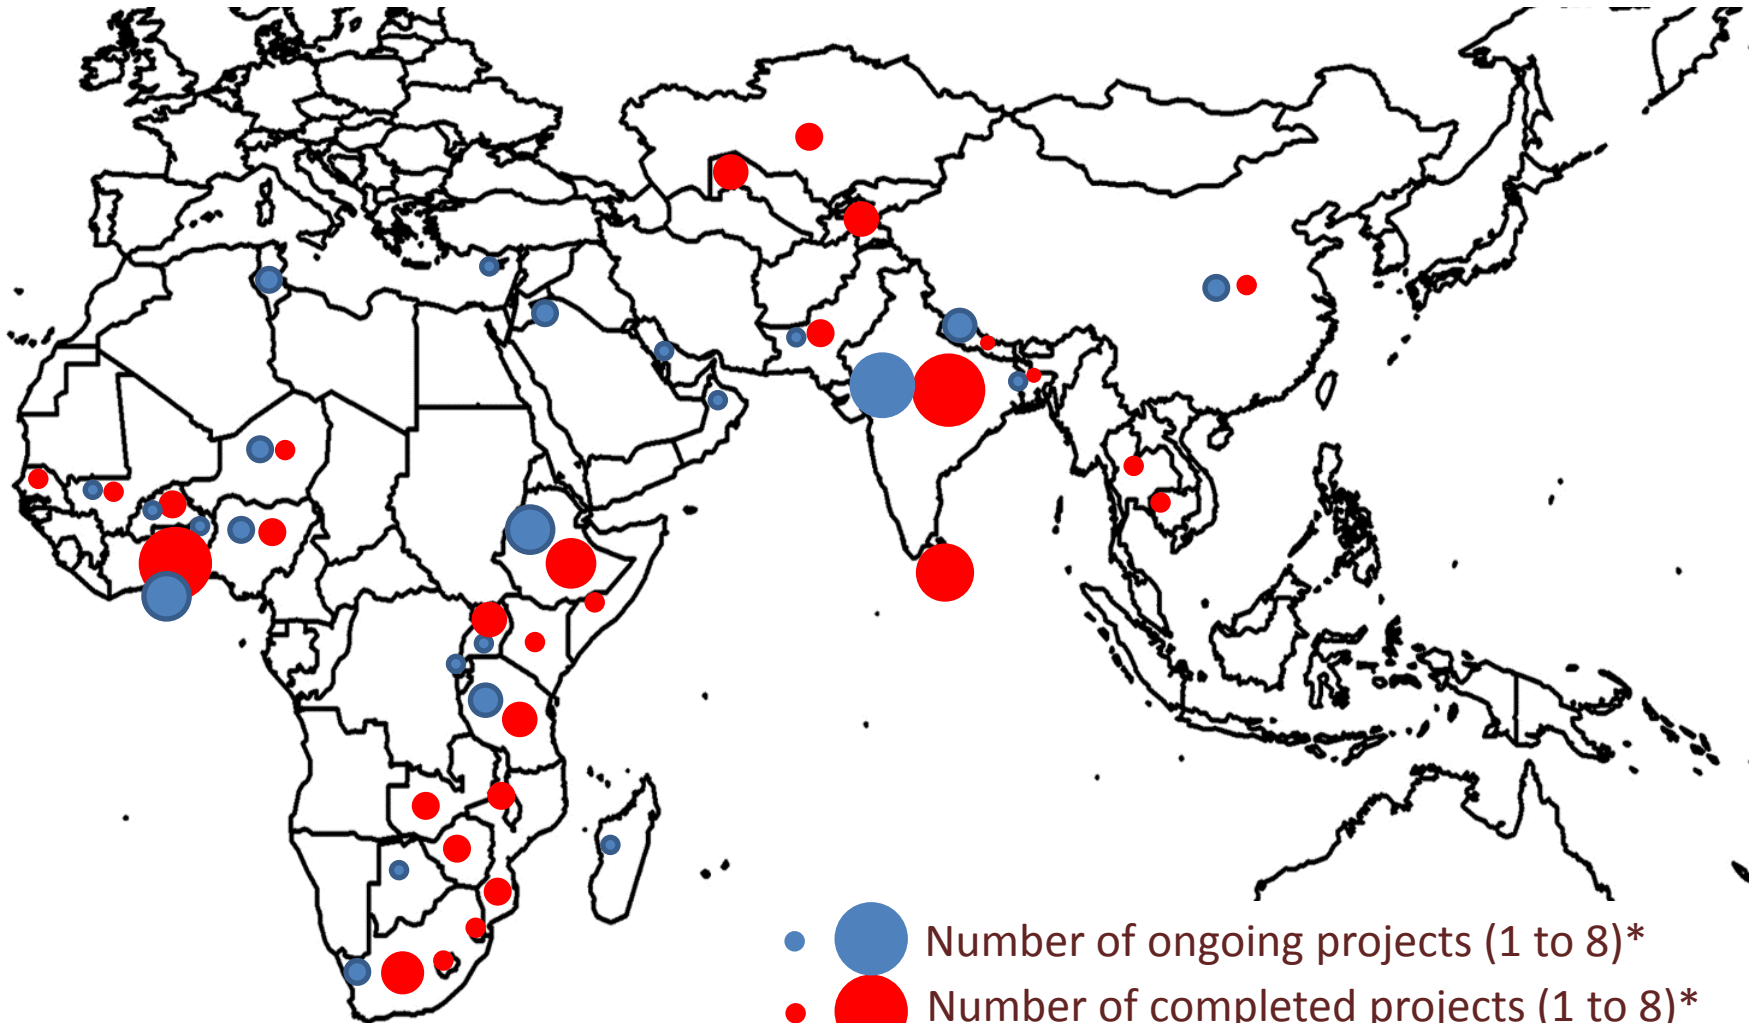 Number of ongoing projects (1 to 8)*
Number of completed projects (1 to 8)*